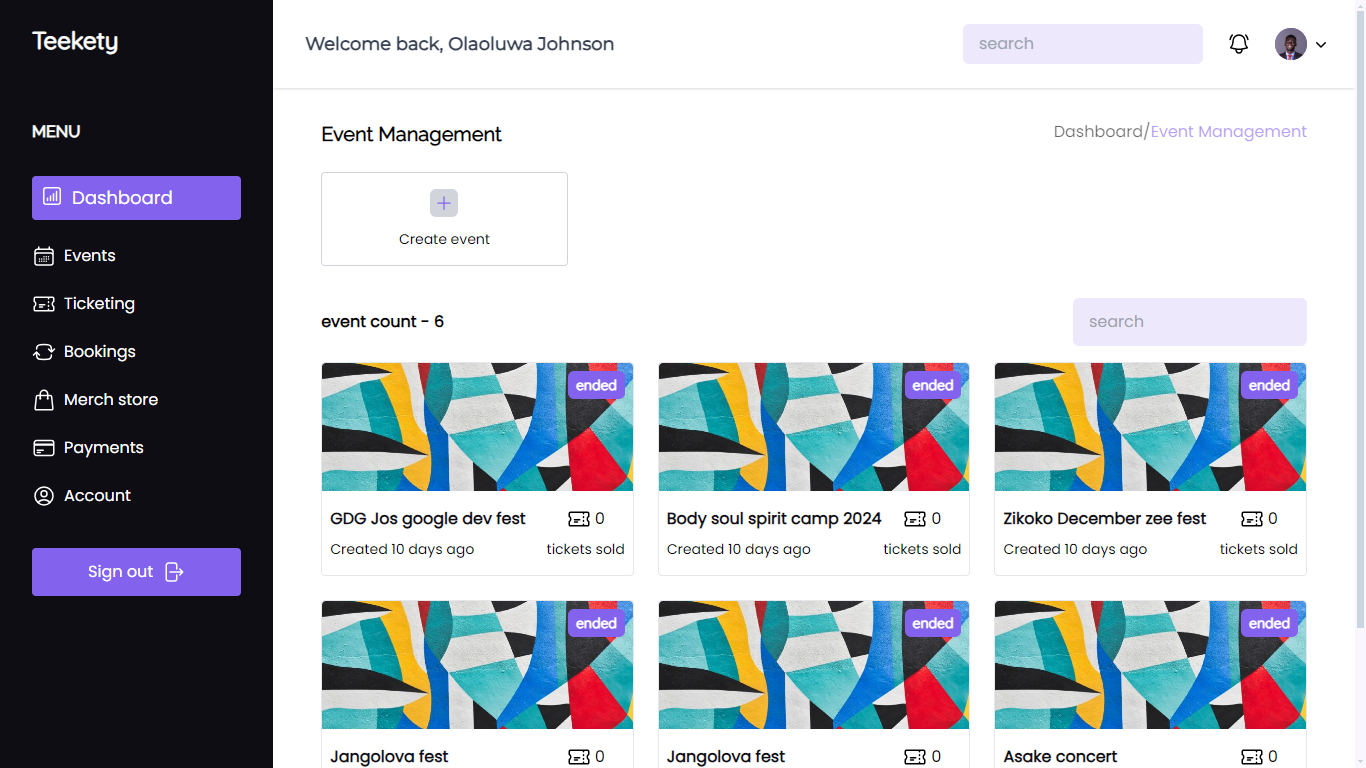 Teekety
Welcome back, Olaoluwa Johnson
search
MENU
Dashboard
Events
Ticketing
Bookings
Merch store
Payments
Account
Sign out
Event Management
Dashboard/Event Management
Create event
event count - 6
search
ended
ended
ended
GDG Jos google dev fest 0
Created 10 days ago tickets sold
Body soul spirit camp 2024 0
Created 10 days ago tickets sold
Zikoko December zee fest 0
Created 10 days ago tickets sold
ended
ended
ended
Jangolova fest 0
Jangolova fest 0
Asake concert 0